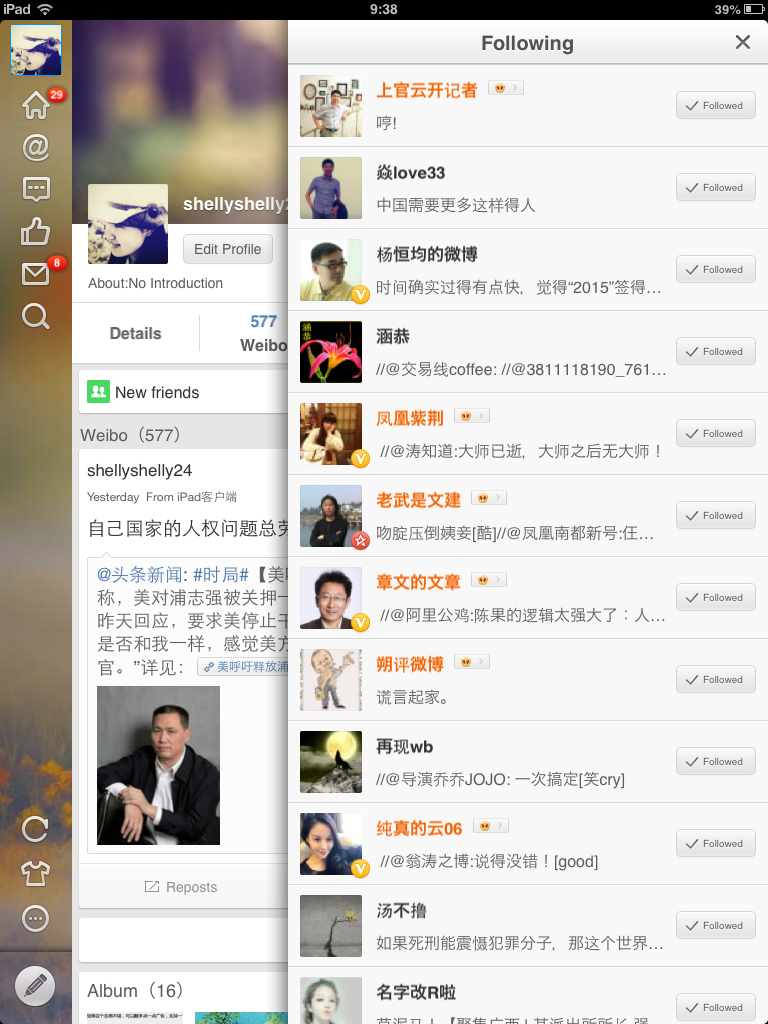 iPad
9:38
39%
29
8
shellyshelly2
Edit Profile
About:No Introduction
Details
577
Weibo
New friends
Weibo（577）
shellyshelly24
Yesterday From iPad客户端
自己国家的人权问题总
@头条新闻: #时局#【美
称，美对浦志强被关押一
昨天回应，要求美停止干
是否和我一样，感觉美方
官。”详见：
美呼吁释放浦
Reposts
Album（16）
Following
上官云开记者
哼!
Followed
焱love33
中国需要更多这样得人
Followed
杨恒均的微博
时间确实过得有点快，觉得“2015”签得…
Followed
涵恭
//@交易线coffee: //@3811118190_761…
Followed
凤凰紫荆
//@涛知道:大师已逝，大师之后无大师！
Followed
老武是文建
吻腚压倒姨妾[酷]//@凤凰南都新号:仼…
Followed
章文的文章
//@阿里公鸡:陈果的逻辑太强大了：人…
Followed
朔评微博
谎言起家。
Followed
再现wb
//@导演乔乔JOJO: 一次搞定[笑cry]
Followed
纯真的云06
//@翁涛之博:说得没错！[good]
Followed
汤不撸
如果死刑能震慑犯罪分子，那这个世界…
Followed
名字改R啦
Followed